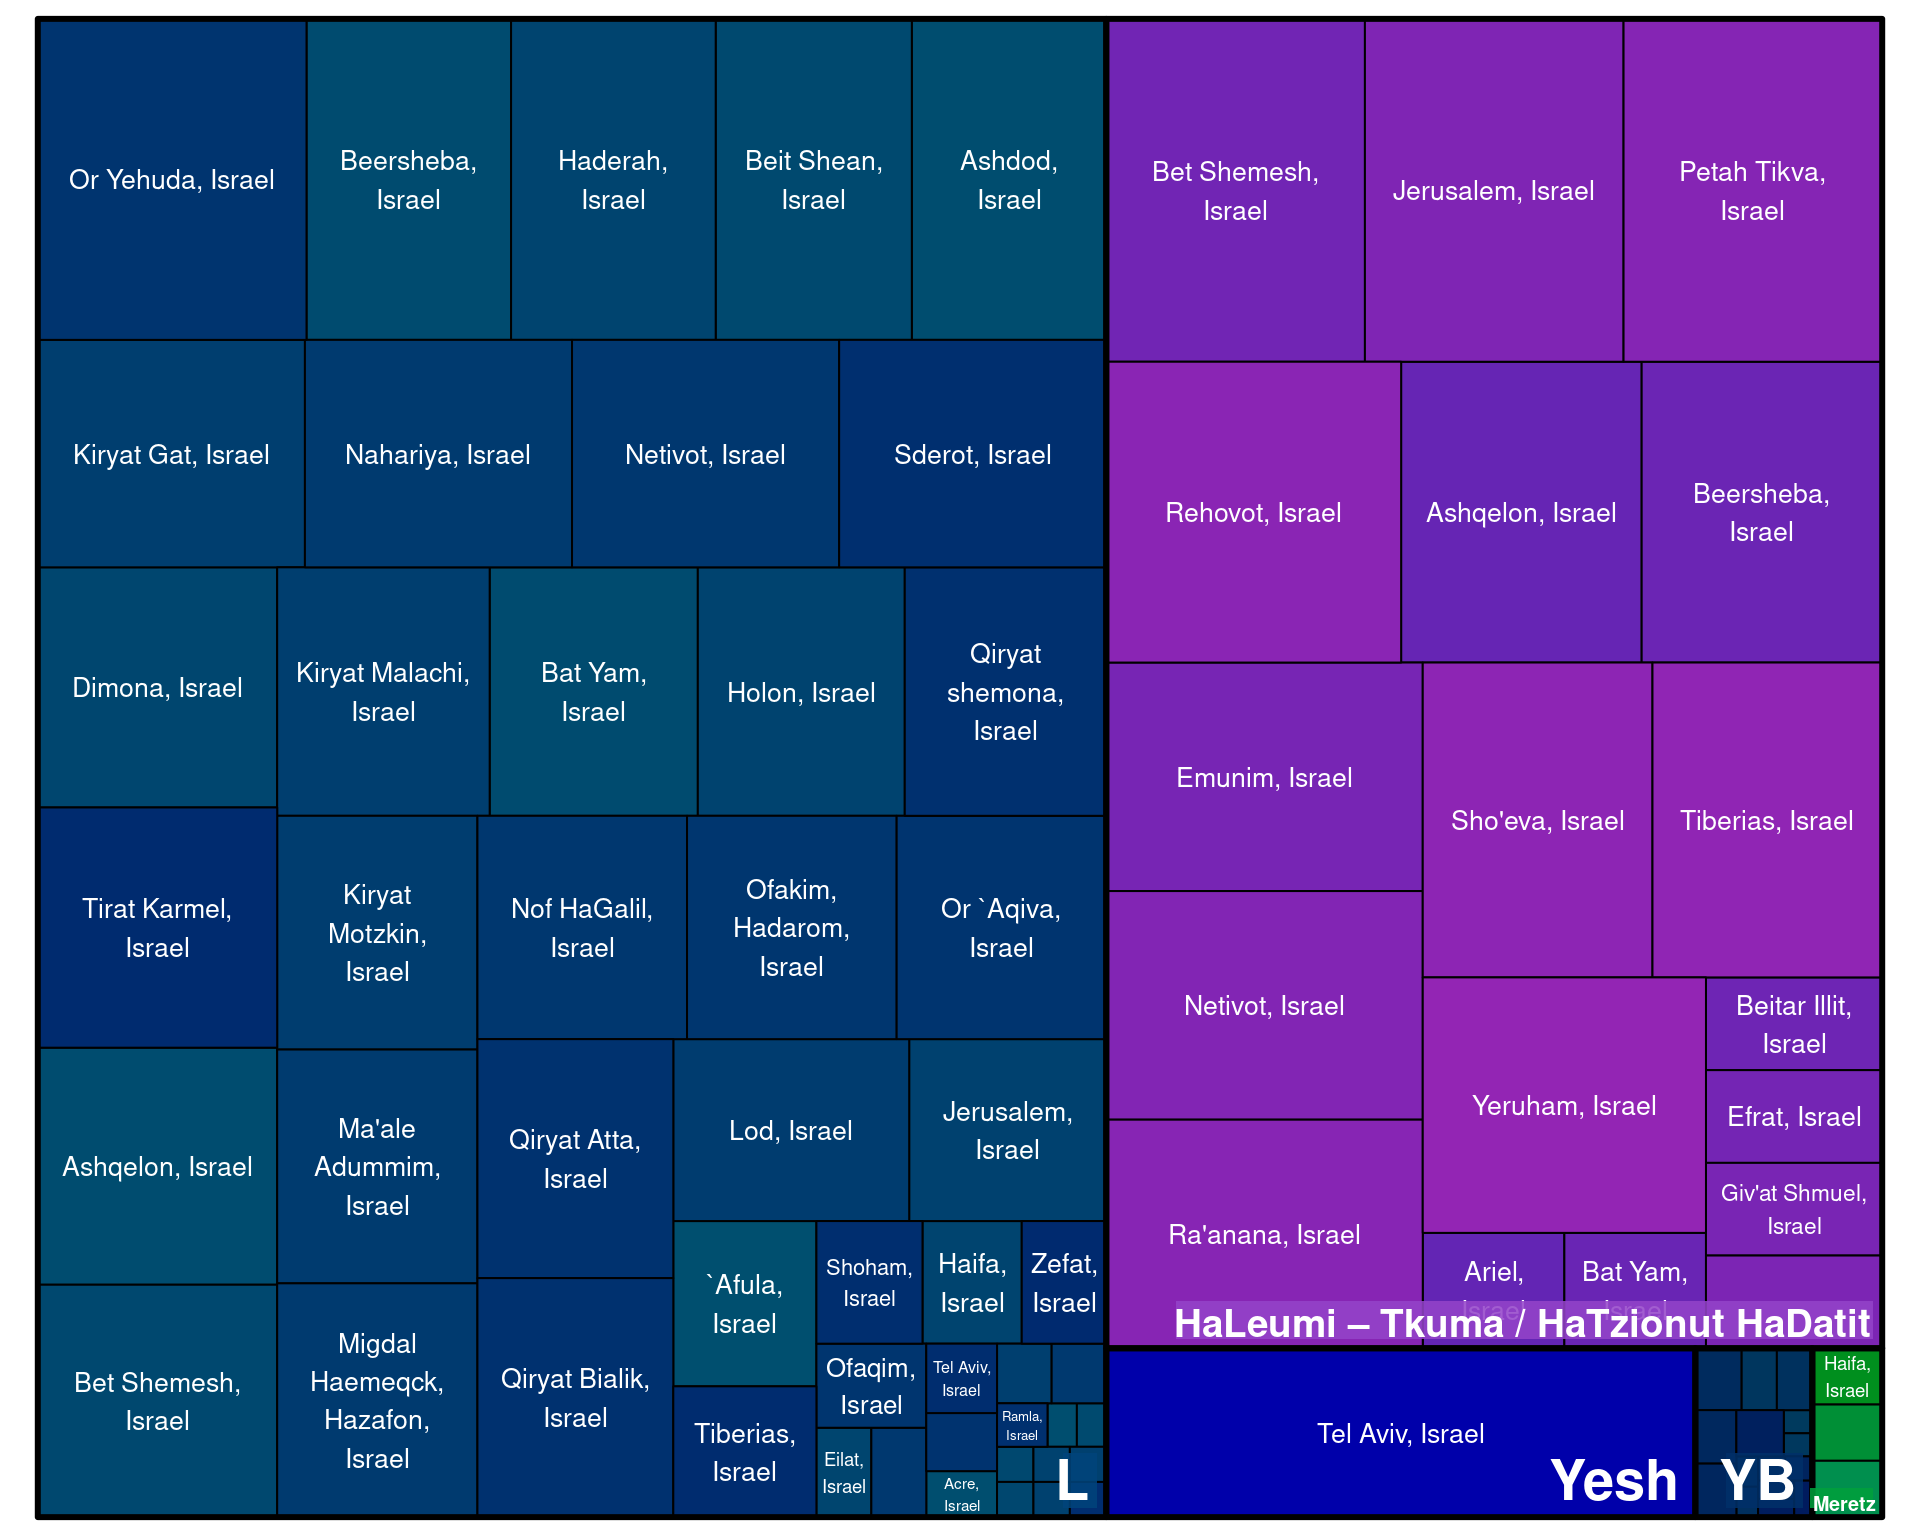 Or Yehuda, Israel
Beersheba,
Israel
Haderah,
Israel
Beit Shean,
Israel
Ashdod,
Israel
Kiryat Gat, Israel
Nahariya, Israel
Netivot, Israel
Sderot, Israel
Dimona, Israel
Kiryat Malachi,
Israel
Bat Yam,
Israel
Holon, Israel
Qiryat
shemona,
Israel
Tirat Karmel,
Israel
Kiryat
Motzkin,
Israel
Nof HaGalil,
Israel
Ofakim,
Hadarom,
Israel
Or `Aqiva,
Israel
Ashqelon, Israel
Ma'ale
Adummim,
Israel
Qiryat Atta,
Israel
Lod, Israel
Jerusalem,
Israel
Bet Shemesh,
Israel
Migdal
Haemeqck,
Hazafon,
Israel
Qiryat Bialik,
Israel
`Afula,
Israel
Shoham,
Israel
Haifa,
Israel
Zefat,
Israel
Tiberias,
Israel
Ofaqim,
Israel
Tel Aviv,
Israel
Ramla,
Israel
Eilat,
Israel
Acre,
Israel
L
Bet Shemesh,
Israel
Jerusalem, Israel
Petah Tikva,
Israel
Rehovot, Israel
Ashqelon, Israel
Beersheba,
Israel
Emunim, Israel
Sho'eva, Israel
Tiberias, Israel
Netivot, Israel
Yeruham, Israel
Beitar Illit,
Israel
Efrat, Israel
Giv'at Shmuel,
Israel
Ra'anana, Israel
Ariel,
Israel
Bat Yam,
Israel
HaLeumi – Tkuma / HaTzionut HaDatit
Tel Aviv, Israel
Yesh
YB
Haifa,
Israel
Meretz